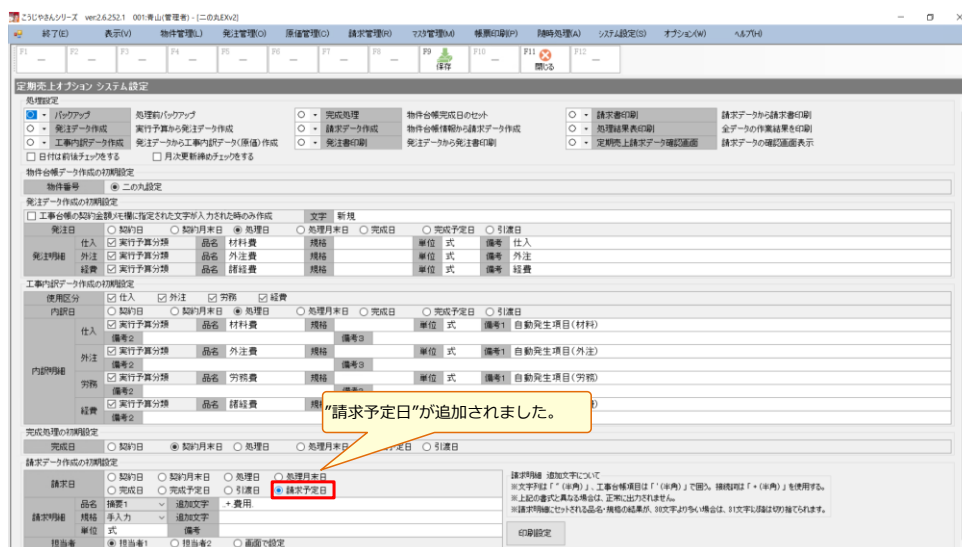 こうじやさんシリーズ ver.2.6.252.1 001:青山(管理者) - [二の丸EXv2]
終了(E) 表示(V) 物件管理(L) 発注管理(O) 原価管理(C) 請求管理(R) マスタ管理(M) 帳票印刷(P) 随時処理(A) システム設定(S) オプション(W) ヘルプ(H)
F1 F2 F3 F4 F5 F6 F7 F8 F9 保存 F10 F11 閉じる F12
定期売上オプション システム設定
処理設定
バックアップ 処理前バックアップ 完成処理 物件台帳完成日のセット 請求書印刷 請求データから請求書印刷
発注データ作成 実行予算から発注データ作成 請求データ作成 物件台帳情報から請求データ作成 処理結果表印刷 全データの作業結果を印刷
工事内訳データ作成 発注データから工事内訳データ(原価)作成 発注書印刷 発注データから発注書印刷 定期売上請求データ確認画面 請求データの確認画面表示
日付は前後チェックをする 月次更新締めチェックをする
物件台帳データ作成の初期設定
物件番号 二の丸設定
発注データ作成の初期設定
工事台帳の契約金額メモ欄に指定された文字が入力された時のみ作成 文字 新規
発注日 契約日 契約月末日 処理日 処理月末日 完成日 完成予定日 引渡日
仕入 実行予算分類 品名 材料費 規格 単位 式 備考 仕入
発注明細 外注 実行予算分類 品名 外注費 規格 単位 式 備考 外注
経費 実行予算分類 品名 諸経費 規格 単位 式 備考 経費
工事内訳データ作成の初期設定
使用区分 仕入 外注 労務 経費
内訳日 契約日 契約月末日 処理日 処理月末日 完成日 完成予定日 引渡日
仕入 実行予算分類 品名 材料費 規格 単位 式 備考1 自動発生項目(材料)
備考2 備考3
外注 実行予算分類 品名 外注費 規格 単位 式 備考1 自動発生項目(外注)
内訳明細 備考2 備考3
労務 実行予算分類 品名 労務費 規格 単位 式 備考1 自動発生項目(労務)
備考2
経費 実行予算分類 品名 諸経費
備考2
"請求予定日"が追加されました。
完成処理の初期設定
完成日 契約日 契約月末日 処理日 処理月末日 予定日 引渡日
請求データ作成の初期設定
請求日 契約日 契約月末日 処理日 処理月末日
完成日 完成予定日 引渡日 請求予定日
品名 摘要1 追加文字 .+.費用.
請求明細 規格 手入力 追加文字
単位 式 備考
担当者 担当者1 担当者2 画面で設定
請求明細 追加文字について
※文字列は「"(半角)」、工事台帳項目は「'(半角)」で囲う。接続詞は「+(半角)」を使用する。
※上記の書式と異なる場合は、正常に出力されません。
※請求明細にセットされる品名・規格の結果が、30文字より多い場合は、31文字以降は切り捨てられます。
印刷設定